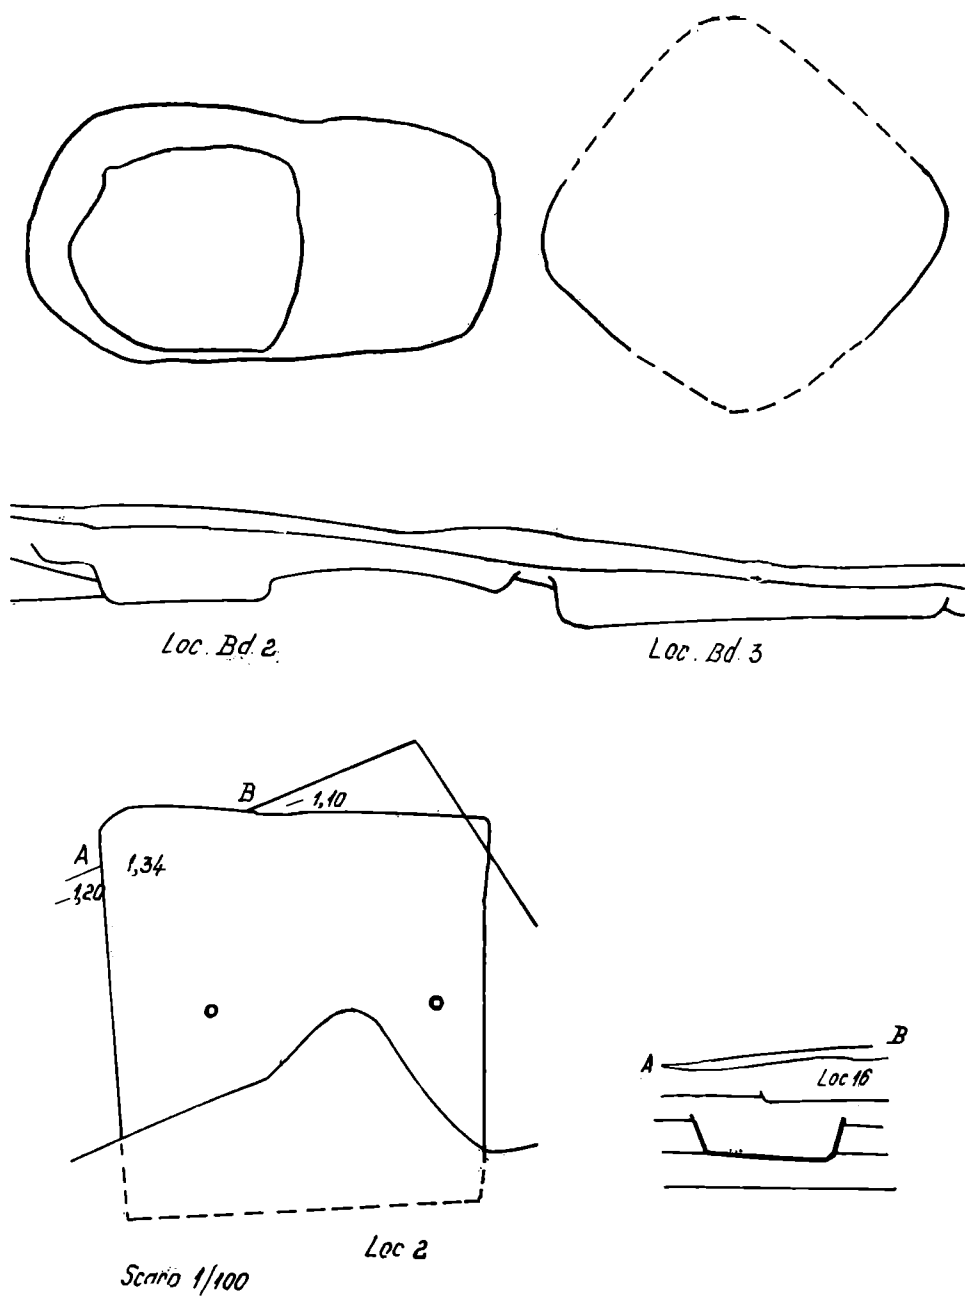 Loc. Bd. 2.
Loc. Bd. 3
B
1,10
A
1,34
1,20
Loc 2
Scara 1/100
A
B
Loc 16